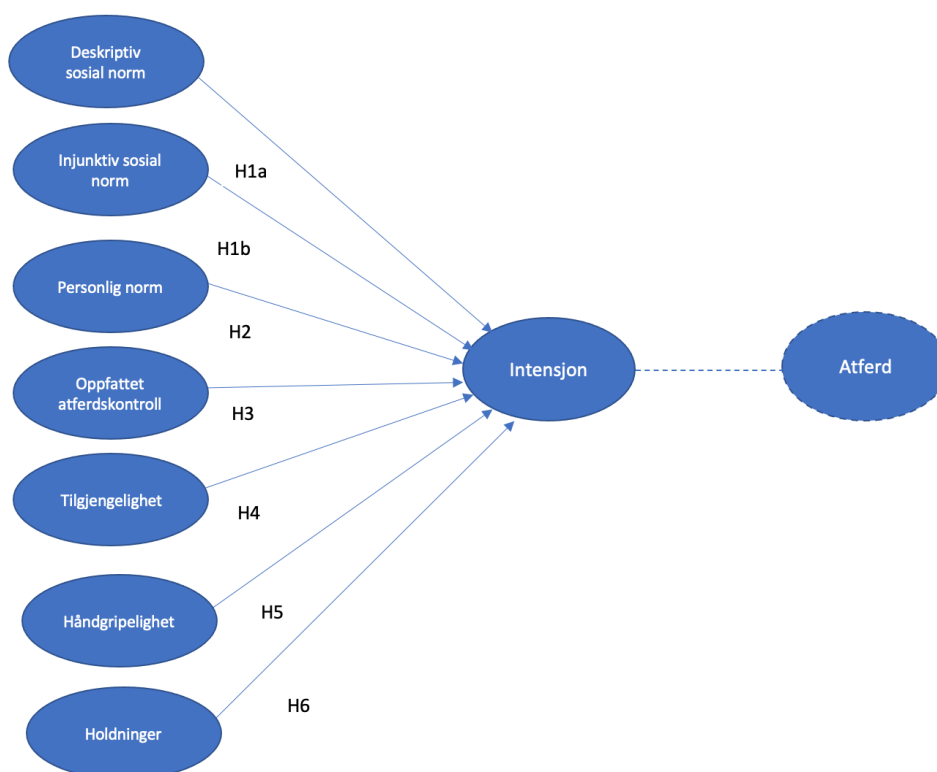 Deskriptiv
sosial norm
H1a
Injunktiv sosial
norm
H1b
Personlig norm
H2
Oppfattet
atferdskontroll
H3
Intensjon
Atferd
Tilgjengelighet
H4
Håndgripelighet
H5
Holdninger
H6